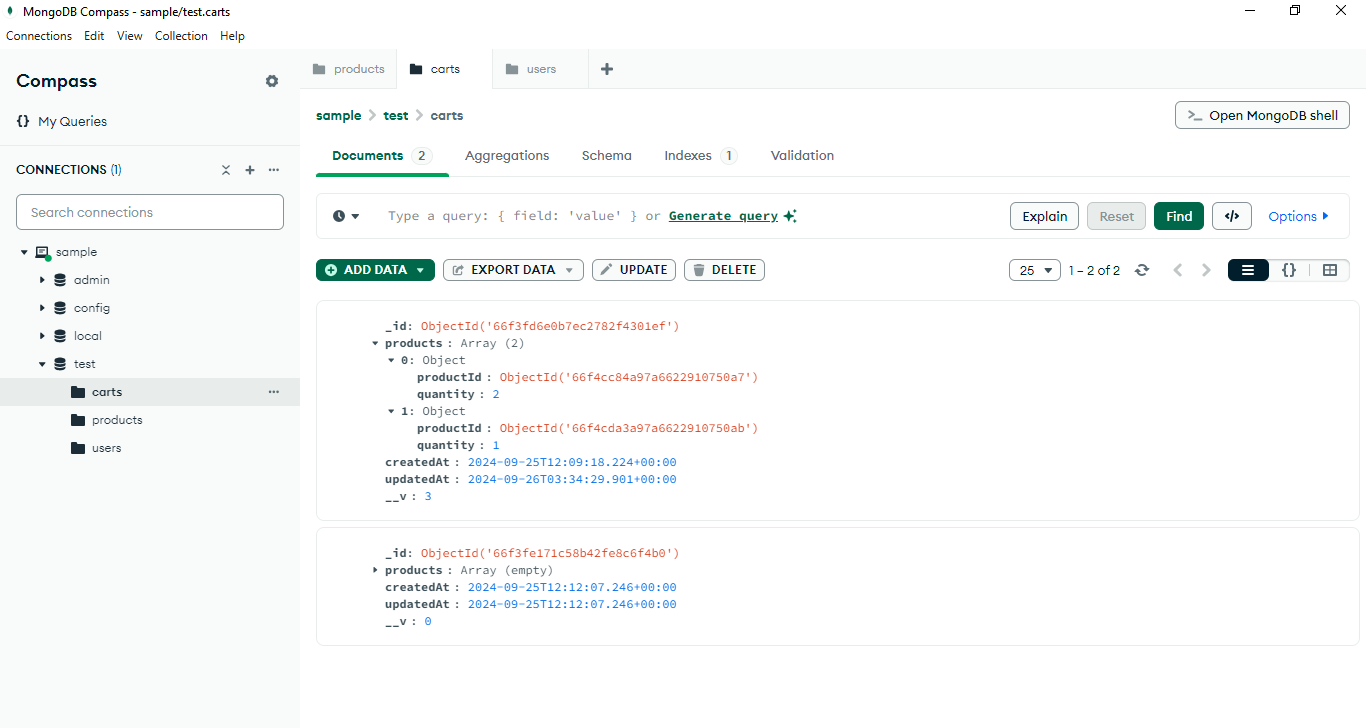 MongoDB Compass - sample/test.carts
Connections Edit View Collection Help
Compass
{} My Queries
CONNECTIONS (1)
Search connections
sample
admin
config
local
test
carts
products
users
products carts users
sample > test > carts
>_ Open MongoDB shell
Documents 2 Aggregations Schema Indexes 1 Validation
Type a query: { field: 'value' } or Generate query
Explain Reset Find </> Options
ADD DATA EXPORT DATA UPDATE DELETE
25 1 – 2 of 2 {}
_id: ObjectId('66f3fd6e0b7ec2782f4301ef')
products : Array (2)
0: Object
productId : ObjectId('66f4cc84a97a6622910750a7')
quantity : 2
1: Object
productId : ObjectId('66f4cda3a97a6622910750ab')
quantity : 1
createdAt : 2024-09-25T12:09:18.224+00:00
updatedAt : 2024-09-26T03:34:29.901+00:00
__v : 3
_id: ObjectId('66f3fe171c58b42fe8c6f4b0')
products : Array (empty)
createdAt : 2024-09-25T12:12:07.246+00:00
updatedAt : 2024-09-25T12:12:07.246+00:00
__v : 0